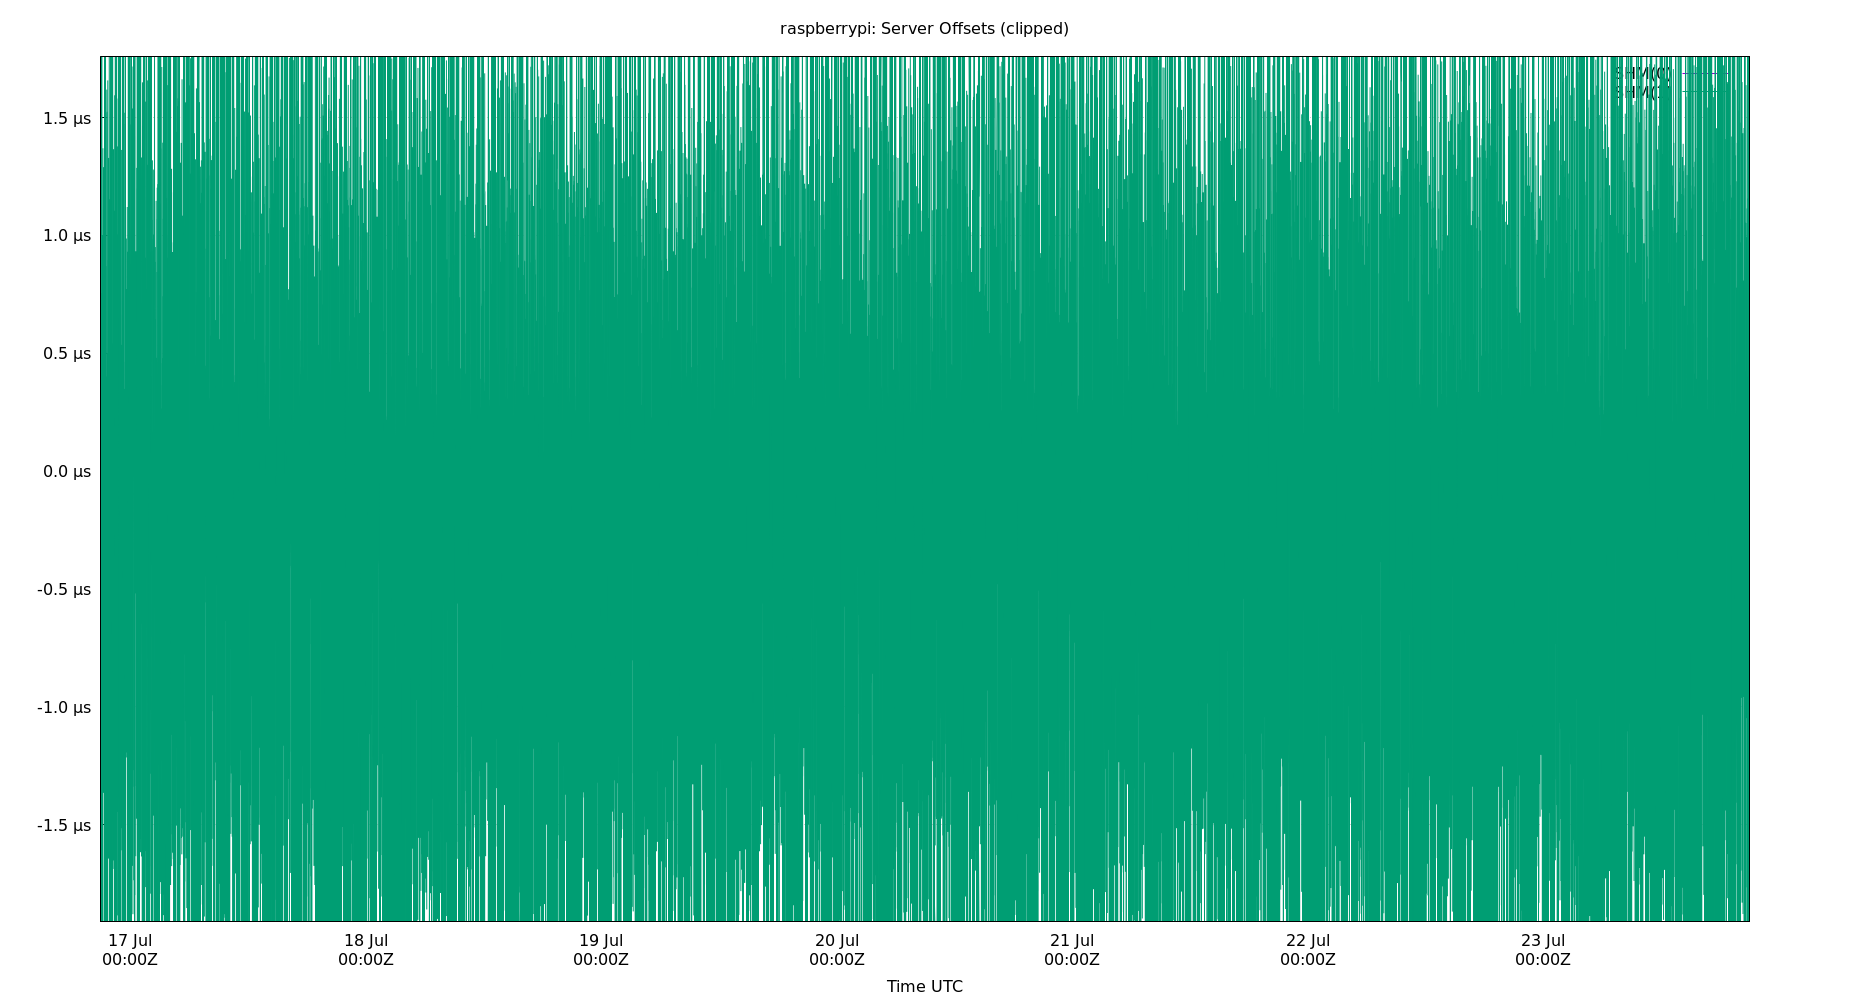 raspberrypi: Server Offsets (clipped)
SHM(0)
1.5 µs
1.0 µs
0.5 µs
0.0 µs
-0.5 µs
-1.0 µs
-1.5 µs
17 Jul 18 Jul 19 Jul 20 Jul 21 Jul 22 Jul 23 Jul
00:00Z 00:00Z 00:00Z 00:00Z 00:00Z 00:00Z 00:00Z
Time UTC